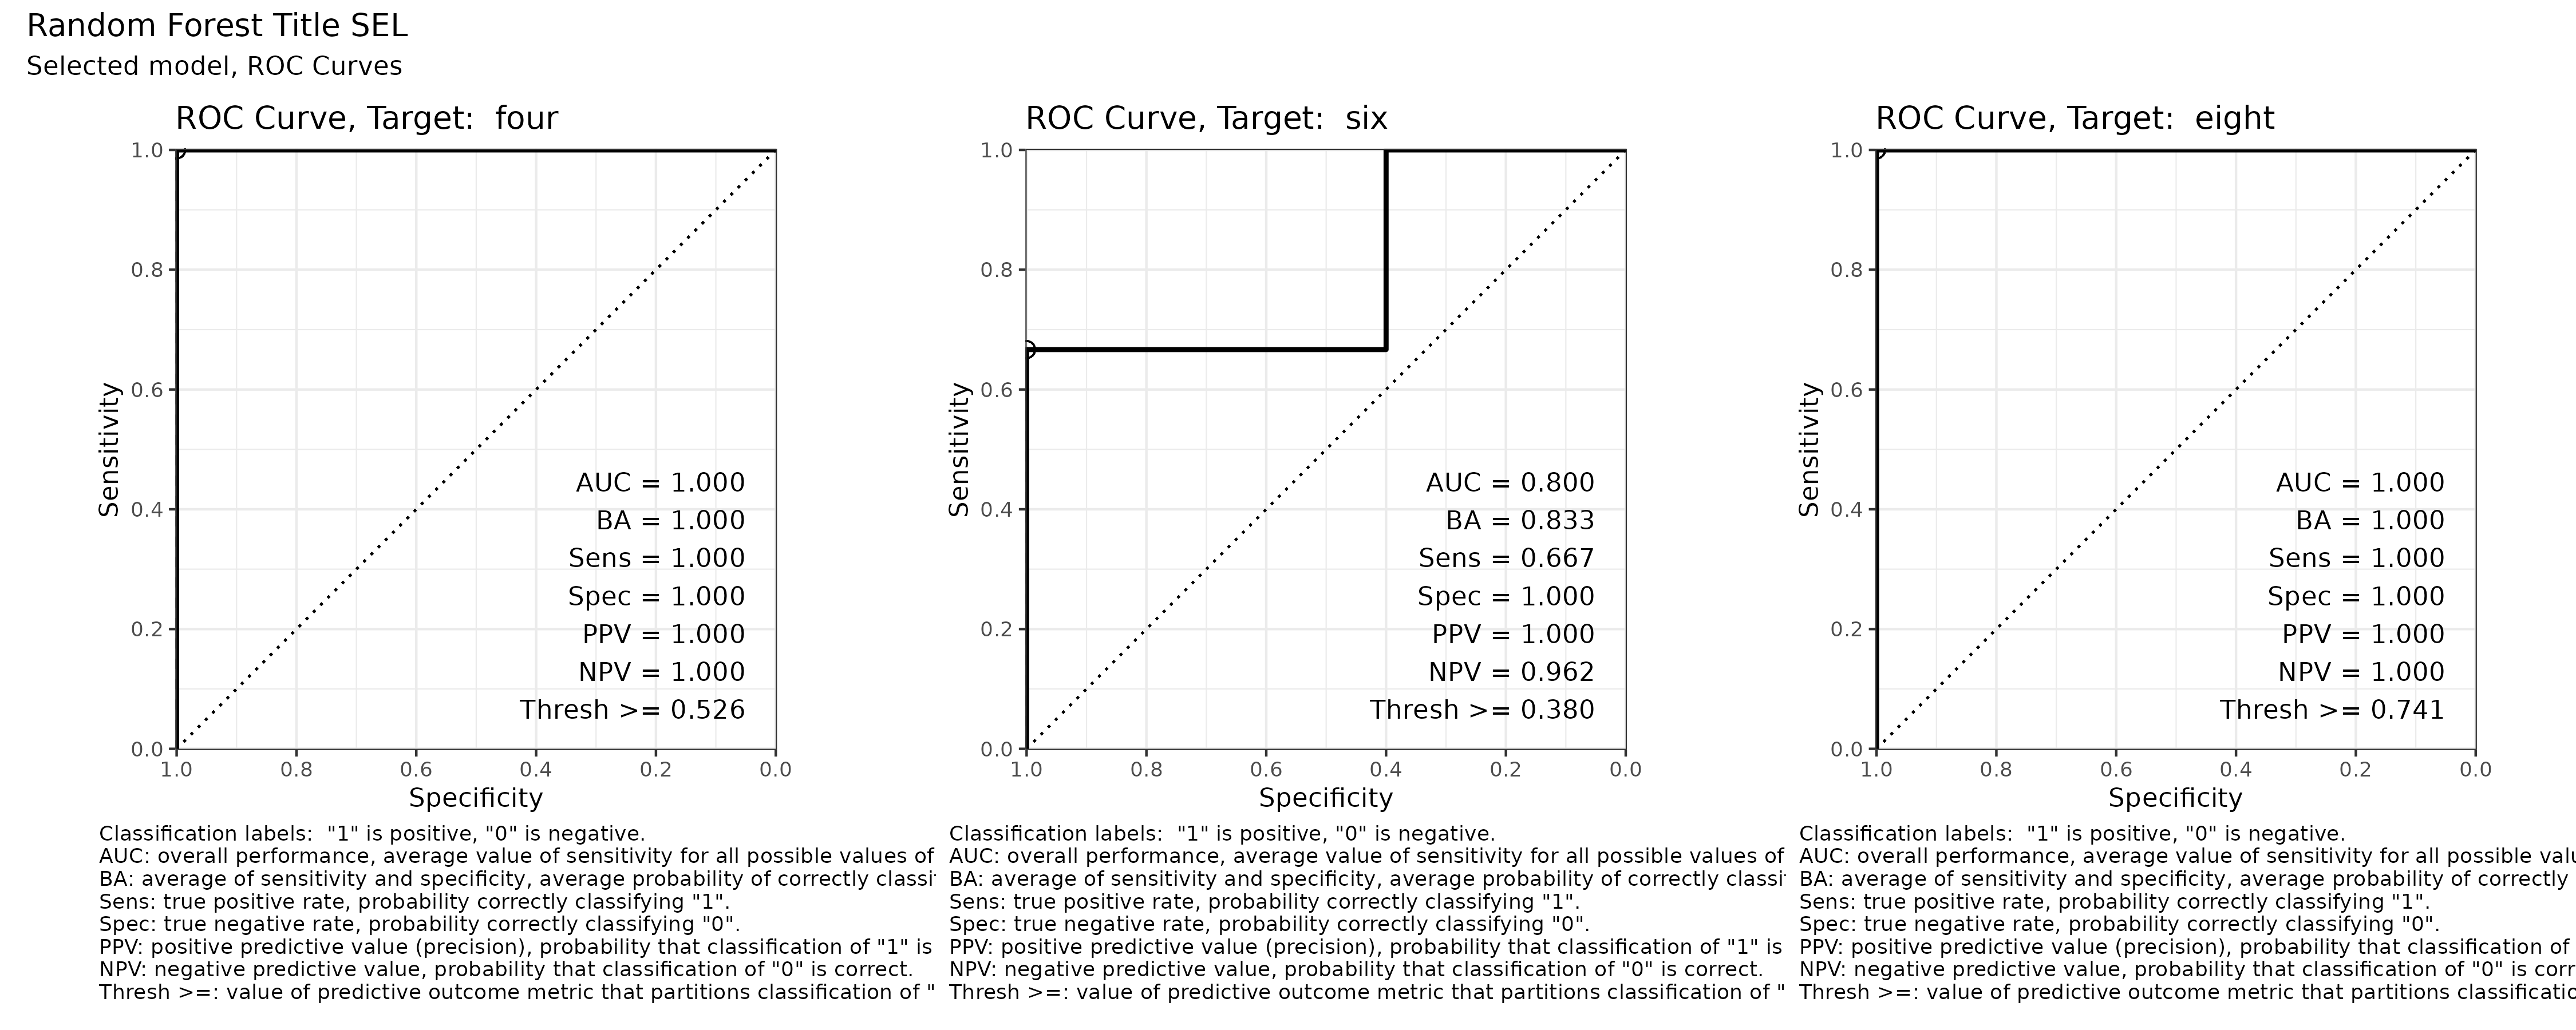 Random Forest Title SEL
Selected model, ROC Curves
ROC Curve, Target:  four
1.0
0.8
0.6
0.4
0.2
0.0
Sensitivity
AUC = 1.000
BA = 1.000
Sens = 1.000
Spec = 1.000
PPV = 1.000
NPV = 1.000
Thresh >= 0.526
1.0 0.8 0.6 0.4 0.2 0.0
Specificity
Classification labels:  "1" is positive, "0" is negative.
AUC: overall performance, average value of sensitivity for all possible values of
BA: average of sensitivity and specificity, average probability of correctly
Sens: true positive rate, probability correctly classifying "1".
Spec: true negative rate, probability correctly classifying "0".
PPV: positive predictive value (precision), probability that classification of "1" is
NPV: negative predictive value, probability that classification of "0" is correct.
Thresh >=: value of predictive outcome metric that partitions classification of "
ROC Curve, Target:  six
1.0
0.8
0.6
0.4
0.2
0.0
Sensitivity
AUC = 0.800
BA = 0.833
Sens = 0.667
Spec = 1.000
PPV = 1.000
NPV = 0.962
Thresh >= 0.380
1.0 0.8 0.6 0.4 0.2 0.0
Specificity
Classification labels:  "1" is positive, "0" is negative.
AUC: overall performance, average value of sensitivity for all possible values of
BA: average of sensitivity and specificity, average probability of correctly
Sens: true positive rate, probability correctly classifying "1".
Spec: true negative rate, probability correctly classifying "0".
PPV: positive predictive value (precision), probability that classification of "1" is
NPV: negative predictive value, probability that classification of "0" is correct.
Thresh >=: value of predictive outcome metric that partitions classification of "
ROC Curve, Target:  eight
1.0
0.8
0.6
0.4
0.2
0.0
Sensitivity
AUC = 1.000
BA = 1.000
Sens = 1.000
Spec = 1.000
PPV = 1.000
NPV = 1.000
Thresh >= 0.741
1.0 0.8 0.6 0.4 0.2 0.0
Specificity
Classification labels:  "1" is positive, "0" is negative.
AUC: overall performance, average value of sensitivity for all possible
BA: average of sensitivity and specificity, average probability of correctly
Sens: true positive rate, probability correctly classifying "1".
Spec: true negative rate, probability correctly classifying "0".
PPV: positive predictive value (precision), probability that classification of
NPV: negative predictive value, probability that classification of "0" is
Thresh >=: value of predictive outcome metric that partitions